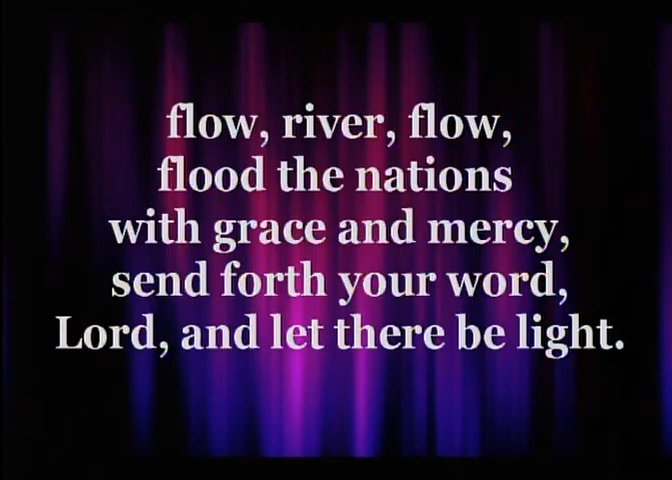 flow, river, flow,
flood the nations
with grace and mercy,
send forth your word,
Lord, and let there be light.